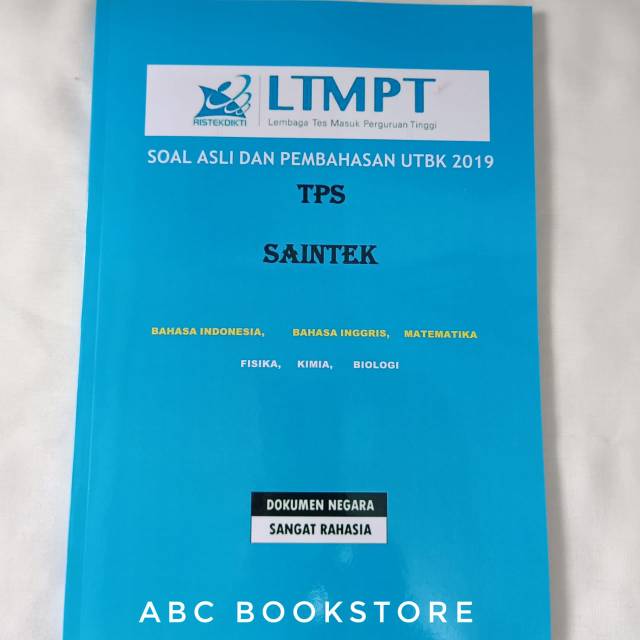 RISTEKDIKTI
LTMPT
Lembaga Tes Masuk Perguruan Tinggi
SOAL ASLI DAN PEMBAHASAN UTBK 2019
TPS
SAINTEK
BAHASA INDONESIA, BAHASA INGGRIS, MATEMATIKA
FISIKA, KIMIA, BIOLOGI
DOKUMEN NEGARA
SANGAT RAHASIA
ABC BOOKSTORE